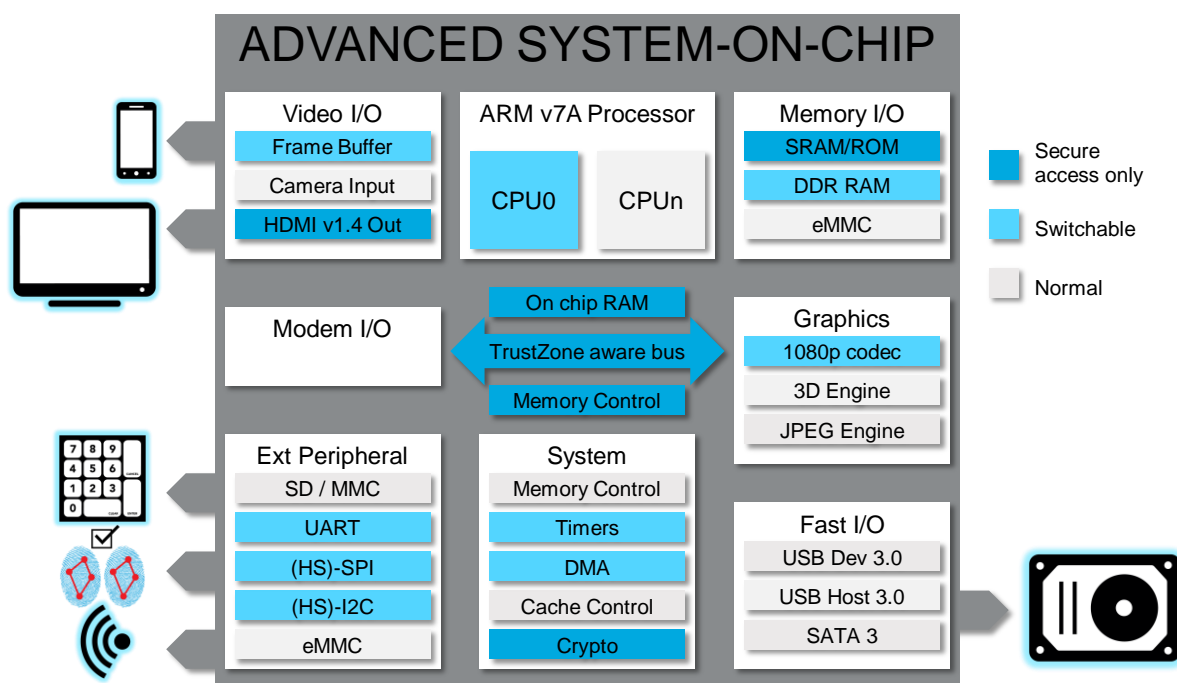 ADVANCED SYSTEM-ON-CHIP
Video I/O
Frame Buffer
Camera Input
HDMI v1.4 Out
ARM v7A Processor
CPU0
CPUn
Memory I/O
SRAM/ROM
DDR RAM
eMMC
Secure
access only
Switchable
Normal
Modem I/O
On chip RAM
TrustZone aware bus
Memory Control
Graphics
1080p codec
3D Engine
JPEG Engine
7 8 9
4 5 6 CANCEL
1 2 3
0 CLEAR ENTER
Ext Peripheral
SD / MMC
UART
(HS)-SPI
(HS)-I2C
eMMC
System
Memory Control
Timers
DMA
Cache Control
Crypto
Fast I/O
USB Dev 3.0
USB Host 3.0
SATA 3